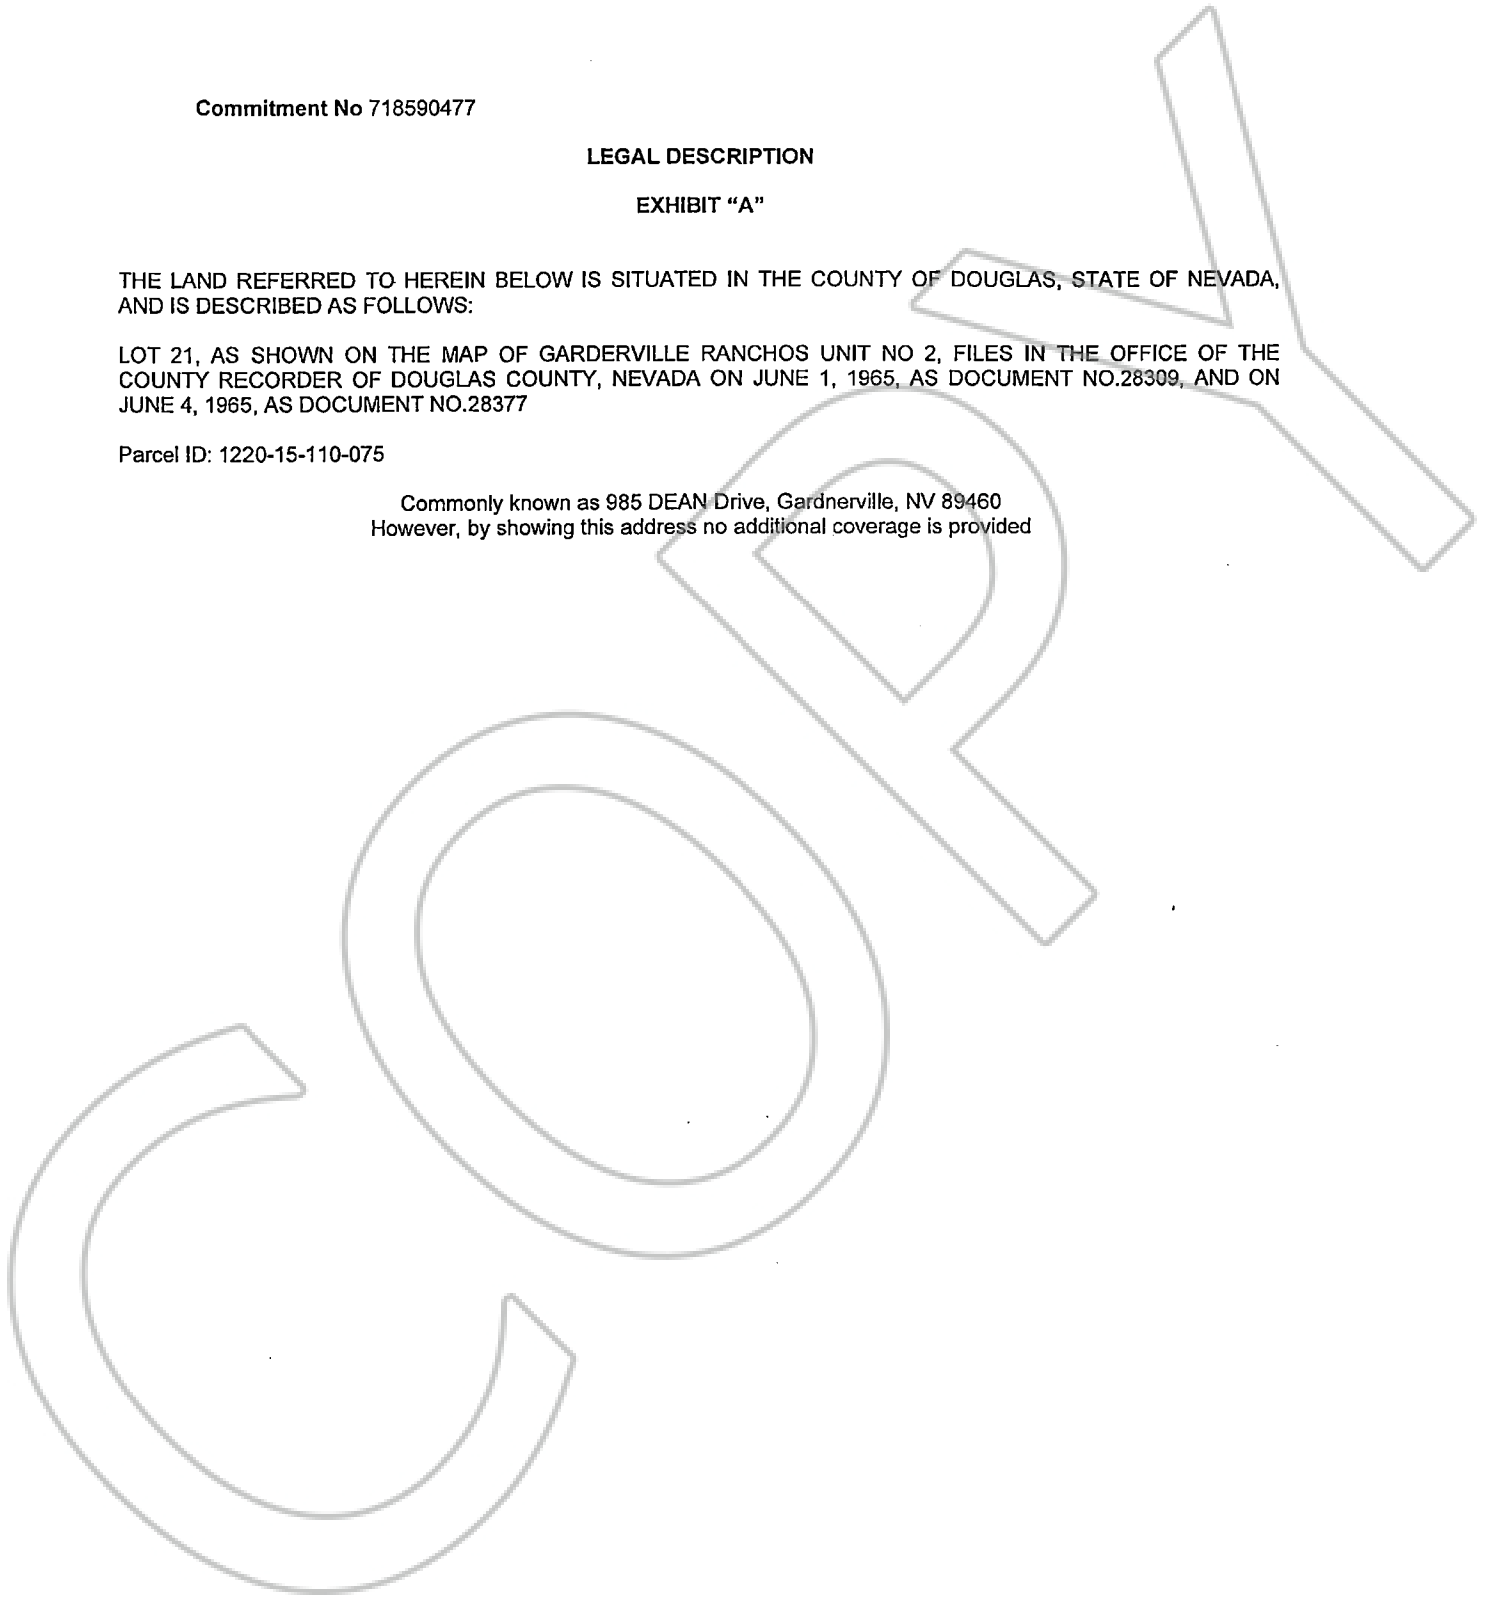 Commitment No 718590477
LEGAL DESCRIPTION
EXHIBIT “A”
THE LAND REFERRED TO HEREIN BELOW IS SITUATED IN THE COUNTY OF DOUGLAS, STATE OF NEVADA,
AND IS DESCRIBED AS FOLLOWS:
LOT 21, AS SHOWN ON THE MAP OF GARDERVILLE RANCHOS UNIT NO 2, FILES IN THE OFFICE OF THE
COUNTY RECORDER OF DOUGLAS COUNTY, NEVADA ON JUNE 1, 1965, AS DOCUMENT NO.28309, AND ON
JUNE 4, 1965, AS DOCUMENT NO.28377
Parcel ID: 1220-15-110-075
Commonly known as 985 DEAN Drive, Gardnerville, NV 89460
However, by showing this address no additional coverage is provided
COPY